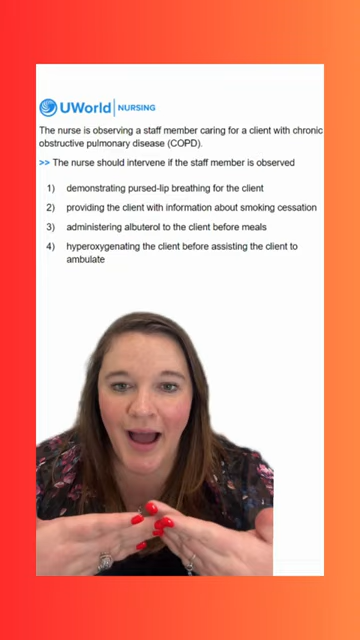 UWorld NURSING
The nurse is observing a staff member caring for a client with chronic
obstructive pulmonary disease (COPD).
>> The nurse should intervene if the staff member is observed
1) demonstrating pursed-lip breathing for the client
2) providing the client with information about smoking cessation
3) administering albuterol to the client before meals
4) hyperoxygenating the client before assisting the client to
ambulate